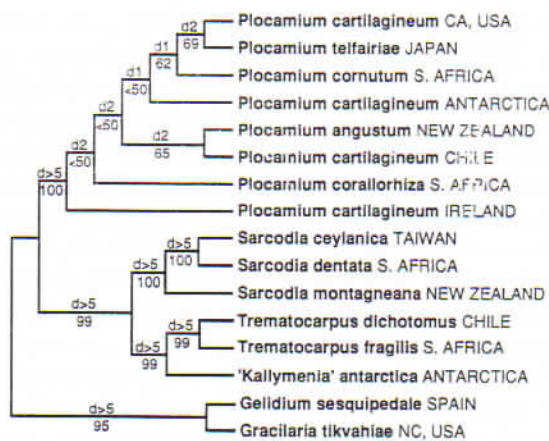 Plocamium cartilagineum CA, USA
d2
69
Plocamium telfairiae JAPAN
d1
62
Plocamium cornutum S. AFRICA
d1
<50
Plocamium cartilagineum ANTARCTICA
d2
<50
Plocamium angustum NEW ZEALAND
d2
65
Plocamium cartilagineum CHILE
d2
<50
Plocamium corallorhiza S. AFRICA
d>5
100
Plocamium cartilagineum IRELAND
Sarcodia ceylanica TAIWAN
d>5
100
Sarcodia dentata S. AFRICA
d>5
100
Sarcodia montagneana NEW ZEALAND
d>5
99
Trematocarpus dichotomus CHILE
d>5
99
Trematocarpus fragilis S. AFRICA
d>5
99
'Kallymenia' antarctica ANTARCTICA
Gelidium sesquipedale SPAIN
d>5
95
Gracilaria tikvahiae NC, USA